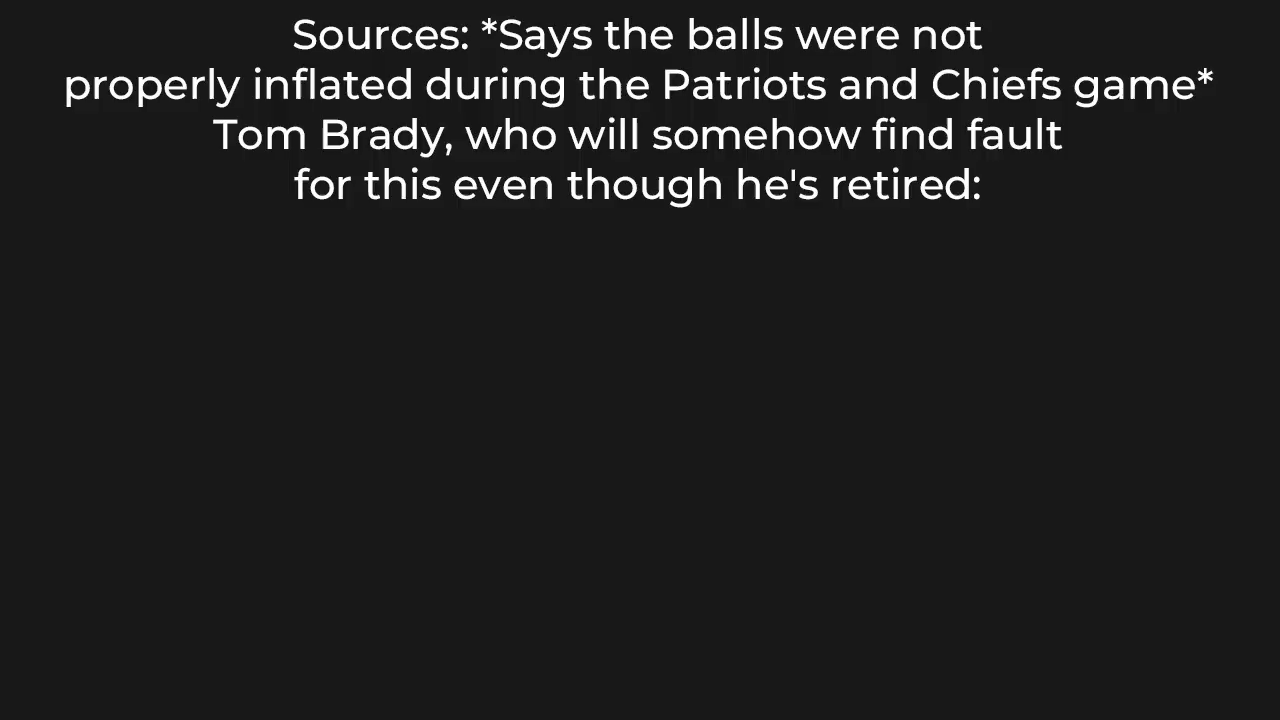 Sources: *Says the balls were not
properly inflated during the Patriots and Chiefs game*
Tom Brady, who will somehow find fault
for this even though he's retired: